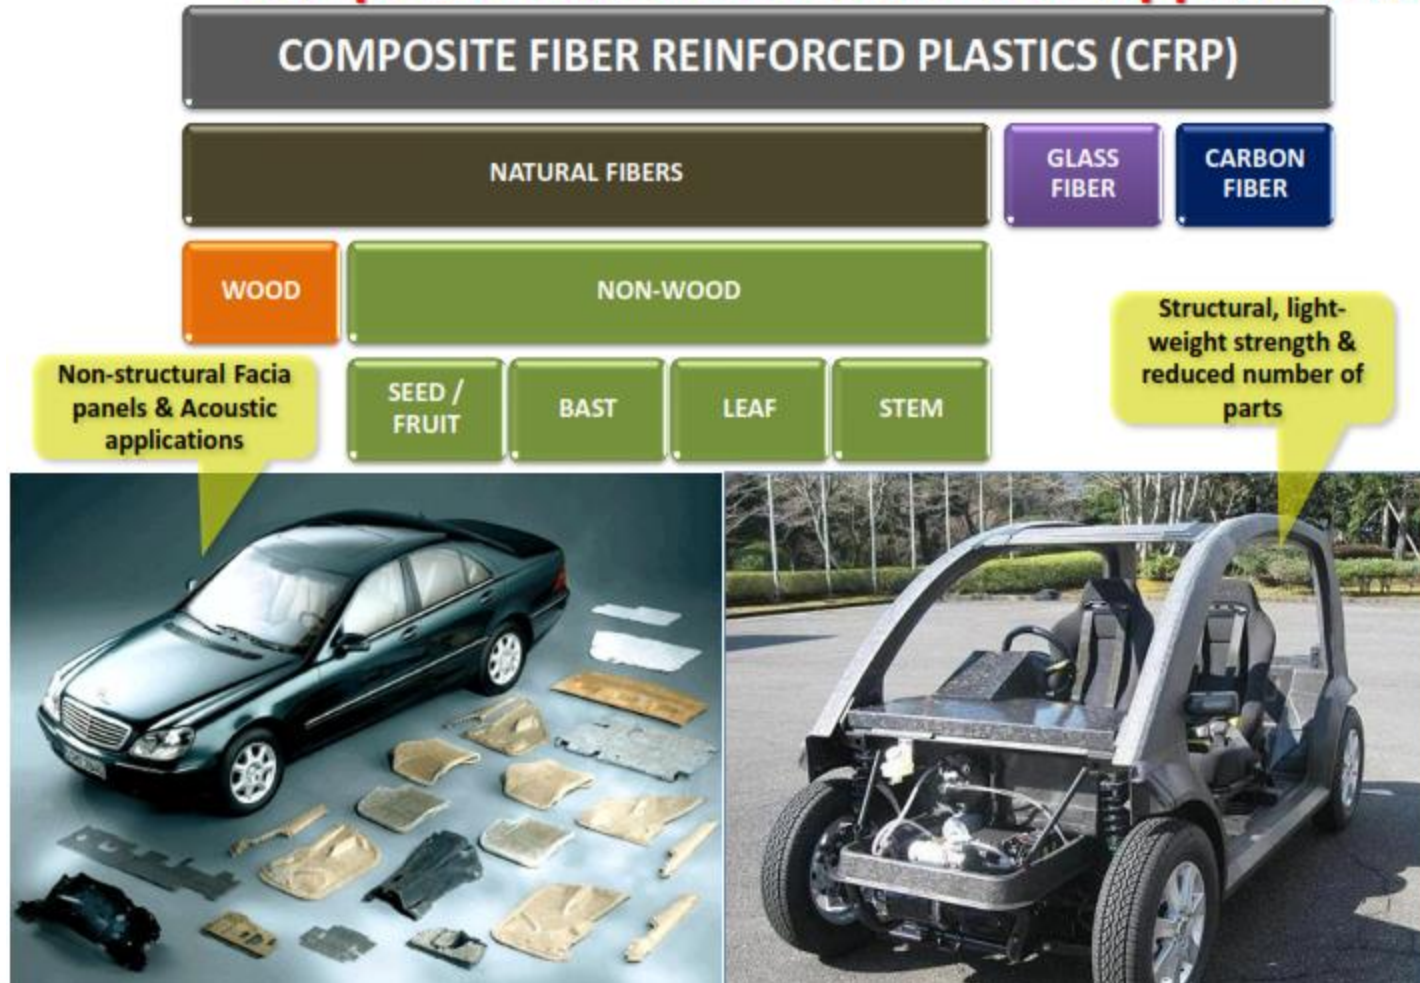 COMPOSITE FIBER REINFORCED PLASTICS (CFRP)
NATURAL FIBERS
GLASS
FIBER
CARBON
FIBER
WOOD
NON-WOOD
Structural, light-
weight strength &
reduced number of
parts
Non-structural Facia
panels & Acoustic
applications
SEED /
FRUIT
BAST
LEAF
STEM